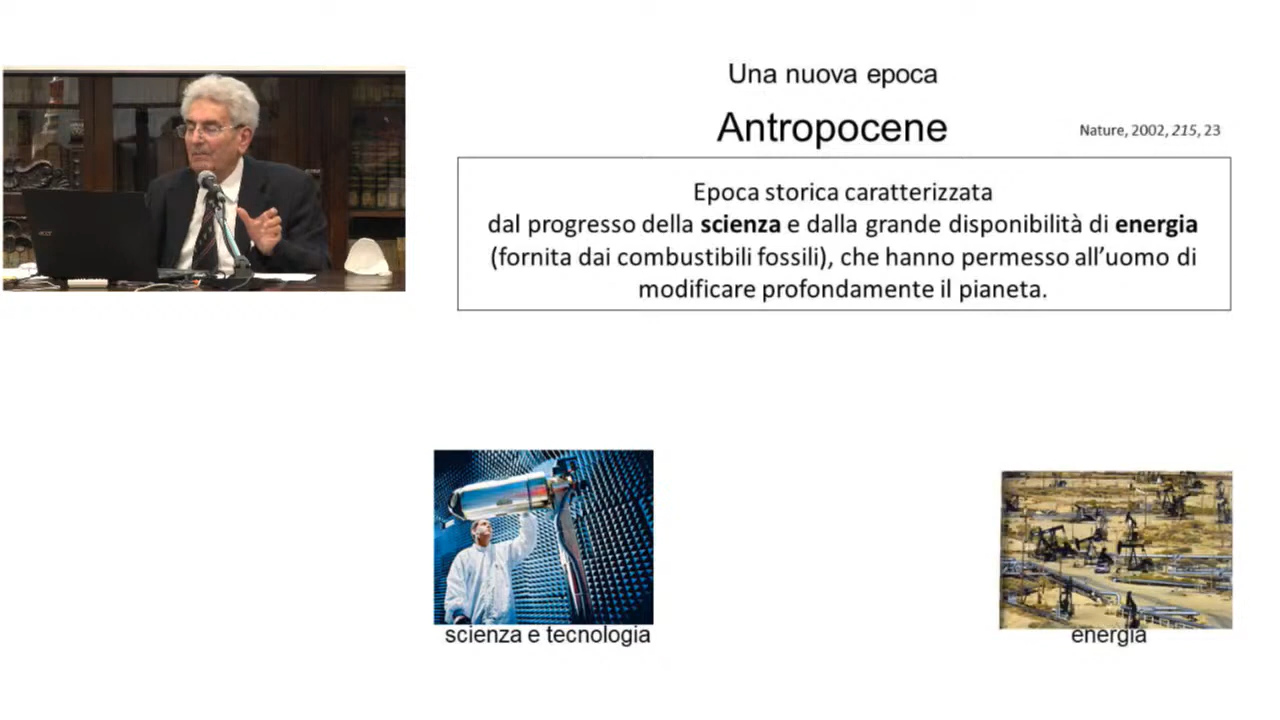 Una nuova epoca
Antropocene
Nature, 2002, 215, 23
Epoca storica caratterizzata
dal progresso della scienza e dalla grande disponibilità di energia
(fornita dai combustibili fossili), che hanno permesso all'uomo di
modificare profondamente il pianeta.
scienza e tecnologia
energia
acer